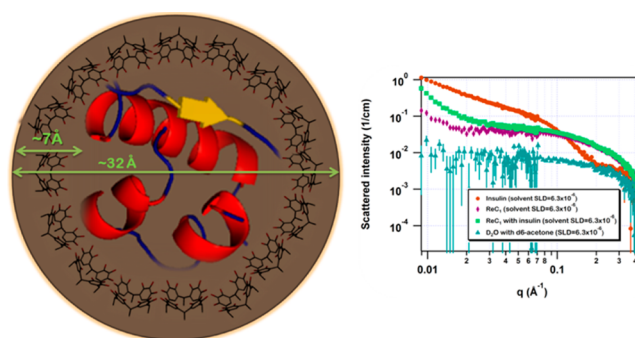 ~7Å
~32Å
Scattered intensity (1/cm)
10⁰
10⁻¹
10⁻²
10⁻³
10⁻⁴
Insulin (solvent SLD=6.3x10⁻⁶)
ReC₁ (solvent SLD=6.3x10⁻⁶)
ReC₁ with insulin (solvent SLD=6.3x10⁻⁶)
D₂O with d6-acetone (SLD=6.3x10⁻⁶)
0.01 2 3 4 5 6 7 8 0.1 2 3 4
q (Å⁻¹)